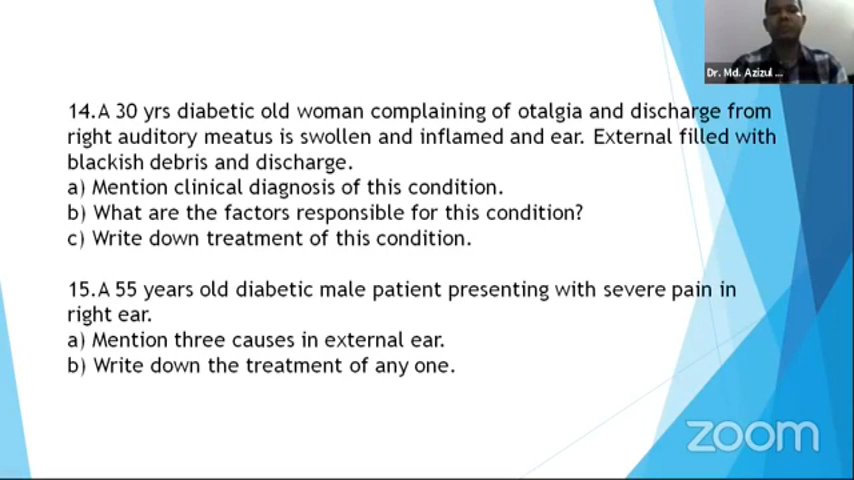 Dr. Md. Azizul ...
14.A 30 yrs diabetic old woman complaining of otalgia and discharge from
right auditory meatus is swollen and inflamed and ear. External filled with
blackish debris and discharge.
a) Mention clinical diagnosis of this condition.
b) What are the factors responsible for this condition?
c) Write down treatment of this condition.
15.A 55 years old diabetic male patient presenting with severe pain in
right ear.
a) Mention three causes in external ear.
b) Write down the treatment of any one.
zoom